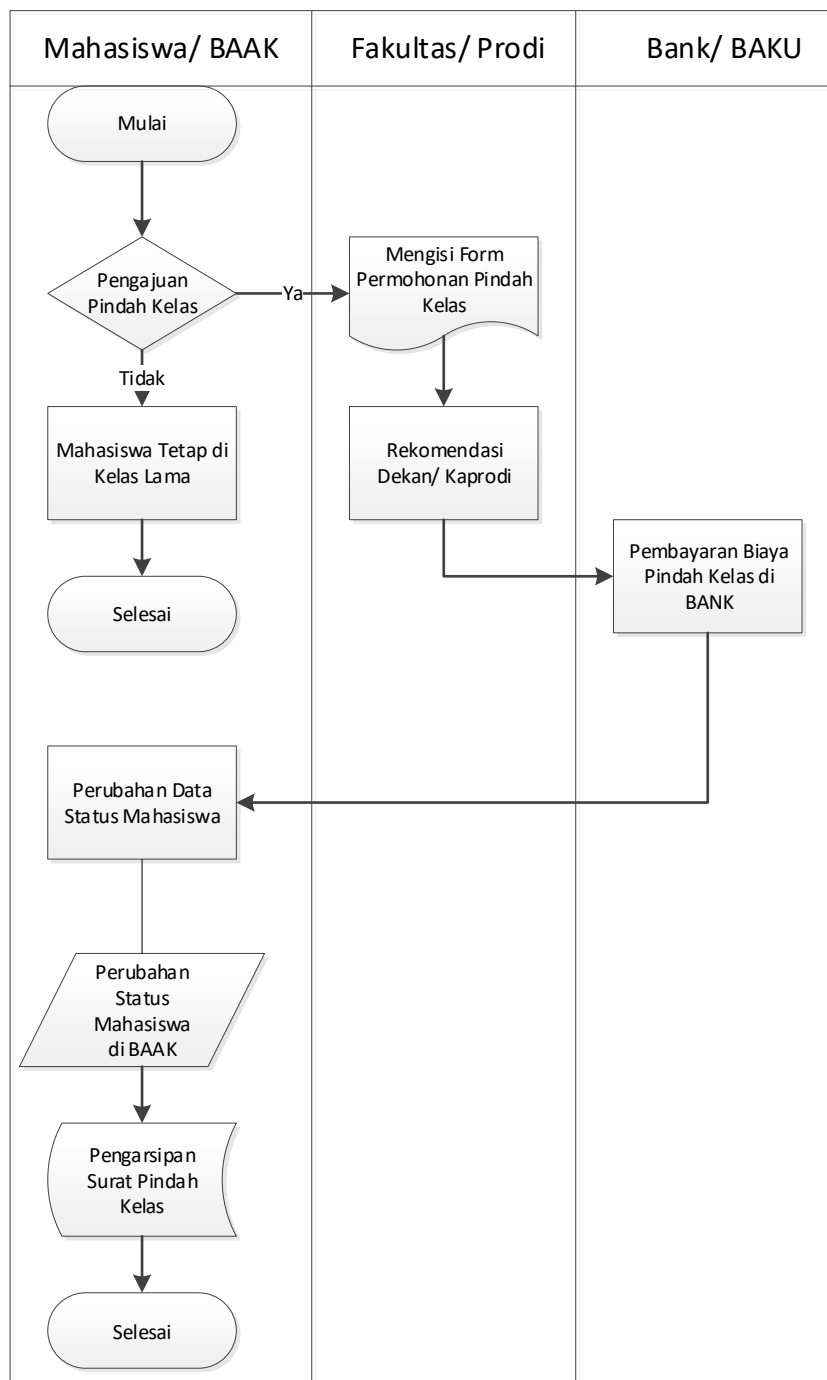 Mahasiswa/ BAAK
Fakultas/ Prodi
Bank/ BAKU
Mulai
Pengajuan
Pindah Kelas
Ya
Mengisi Form
Permohonan Pindah
Kelas
Tidak
Mahasiswa Tetap di
Kelas Lama
Rekomendasi
Dekan/ Kaprodi
Pembayaran Biaya
Pindah Kelas di
BANK
Selesai
Perubahan Data
Status Mahasiswa
Perubahan
Status
Mahasiswa
di BAAK
Pengarsipan
Surat Pindah
Kelas
Selesai